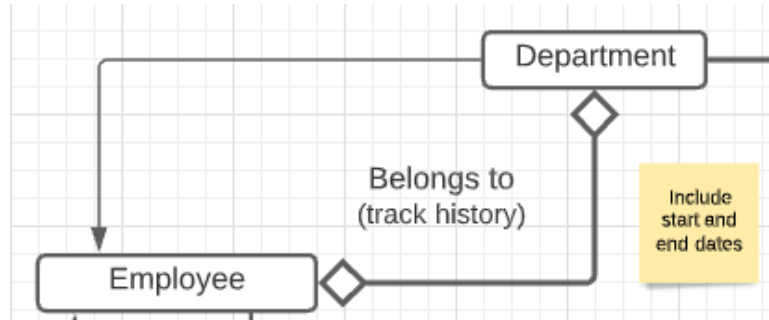 Department
Belongs to
(track history)
Include
start and
end dates
Employee